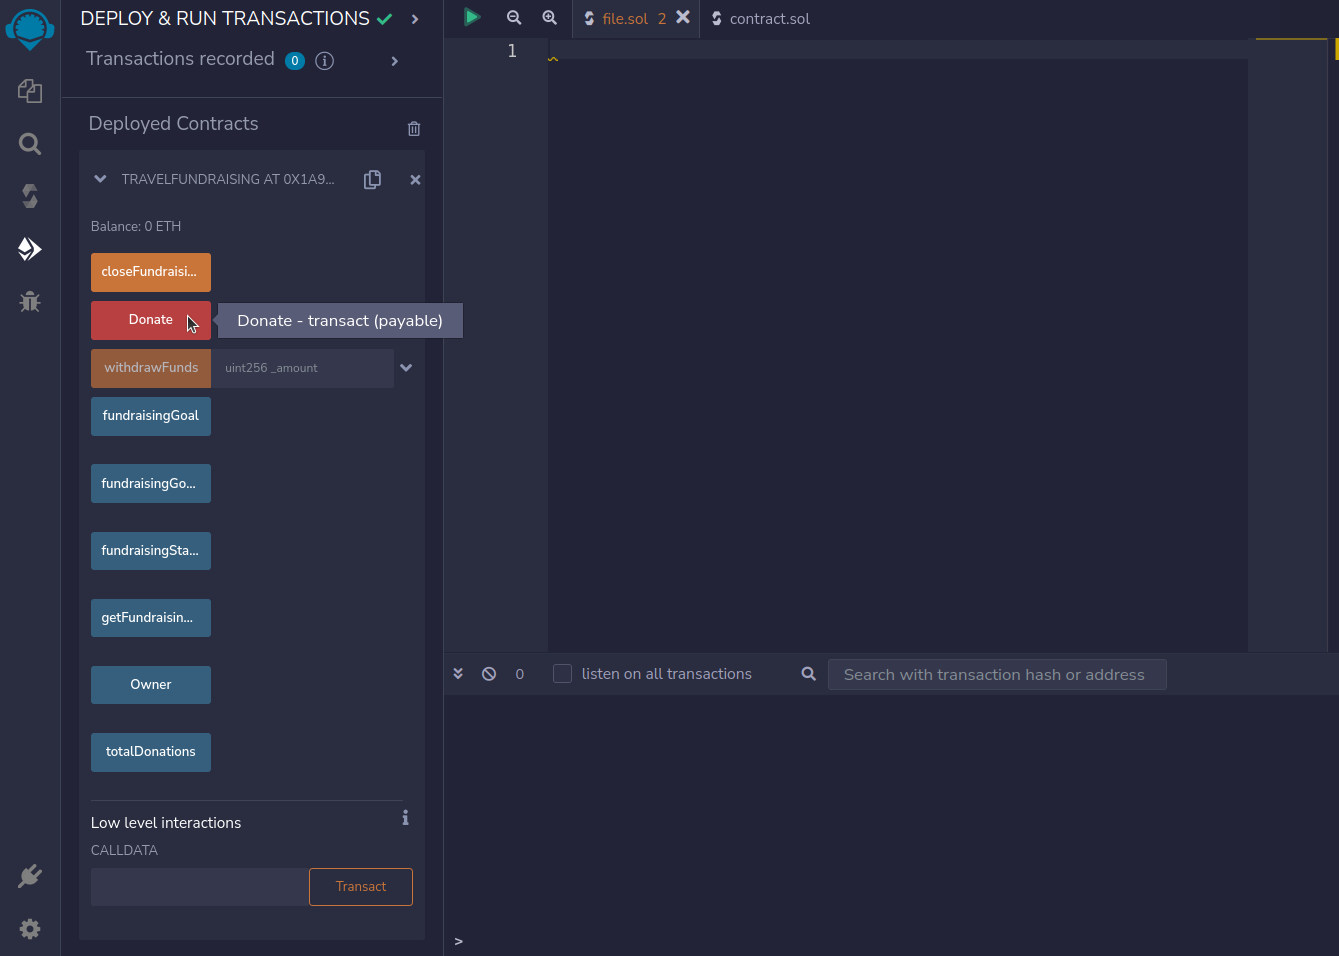 DEPLOY & RUN TRANSACTIONS
Transactions recorded 0 i
Deployed Contracts
TRAVELFUNDRAISING AT 0X1A9...
Balance: 0 ETH
closeFundraisi...
Donate
Donate - transact (payable)
withdrawFunds uint256 _amount
fundraisingGoal
fundraisingGo...
fundraisingSta...
getFundraisin...
Owner
totalDonations
Low level interactions i
CALLDATA
Transact
file.sol 2
contract.sol
1
0 listen on all transactions Search with transaction hash or address
>